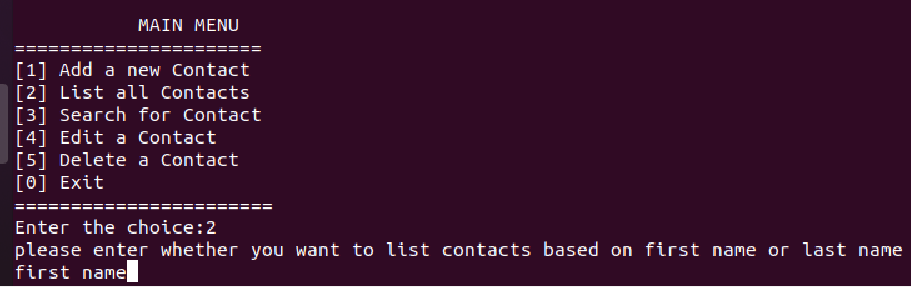 MAIN MENU
======================
[1] Add a new Contact
[2] List all Contacts
[3] Search for Contact
[4] Edit a Contact
[5] Delete a Contact
[0] Exit
=======================
Enter the choice:2
please enter whether you want to list contacts based on first name or last name
first name